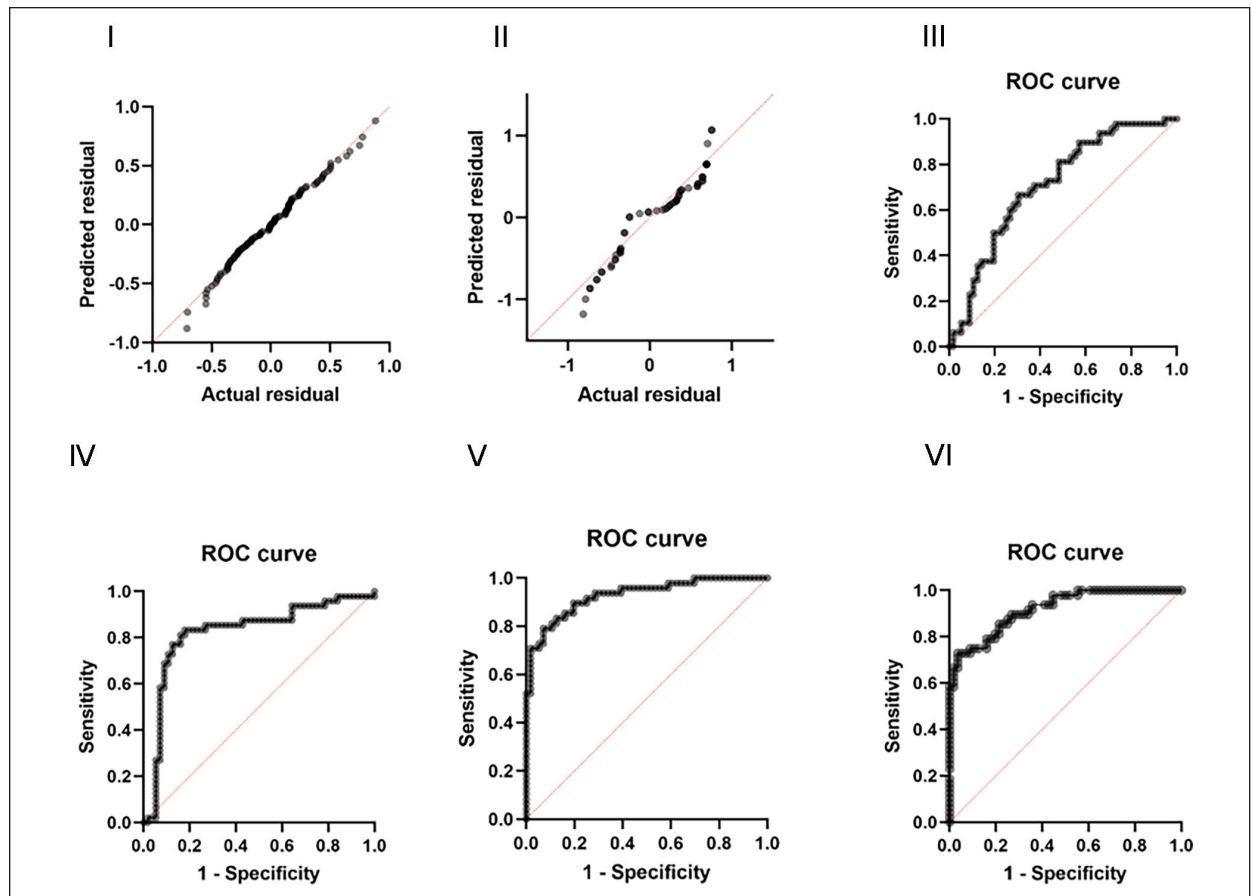 I
II
III
ROC curve
1.0
0.5
0.0
-0.5
-1.0
Predicted residual
-1.0 -0.5 0.0 0.5 1.0
Actual residual
1
0
-1
Predicted residual
-1 0 1
Actual residual
1.0
0.8
0.6
0.4
0.2
0.0
Sensitivity
0.0 0.2 0.4 0.6 0.8 1.0
1 - Specificity
IV
V
VI
ROC curve
1.0
0.8
0.6
0.4
0.2
0.0
Sensitivity
0.0 0.2 0.4 0.6 0.8 1.0
1 - Specificity
ROC curve
1.0
0.8
0.6
0.4
0.2
0.0
Sensitivity
0.0 0.2 0.4 0.6 0.8 1.0
1 - Specificity
ROC curve
1.0
0.8
0.6
0.4
0.2
0.0
Sensitivity
0.0 0.2 0.4 0.6 0.8 1.0
1 - Specificity